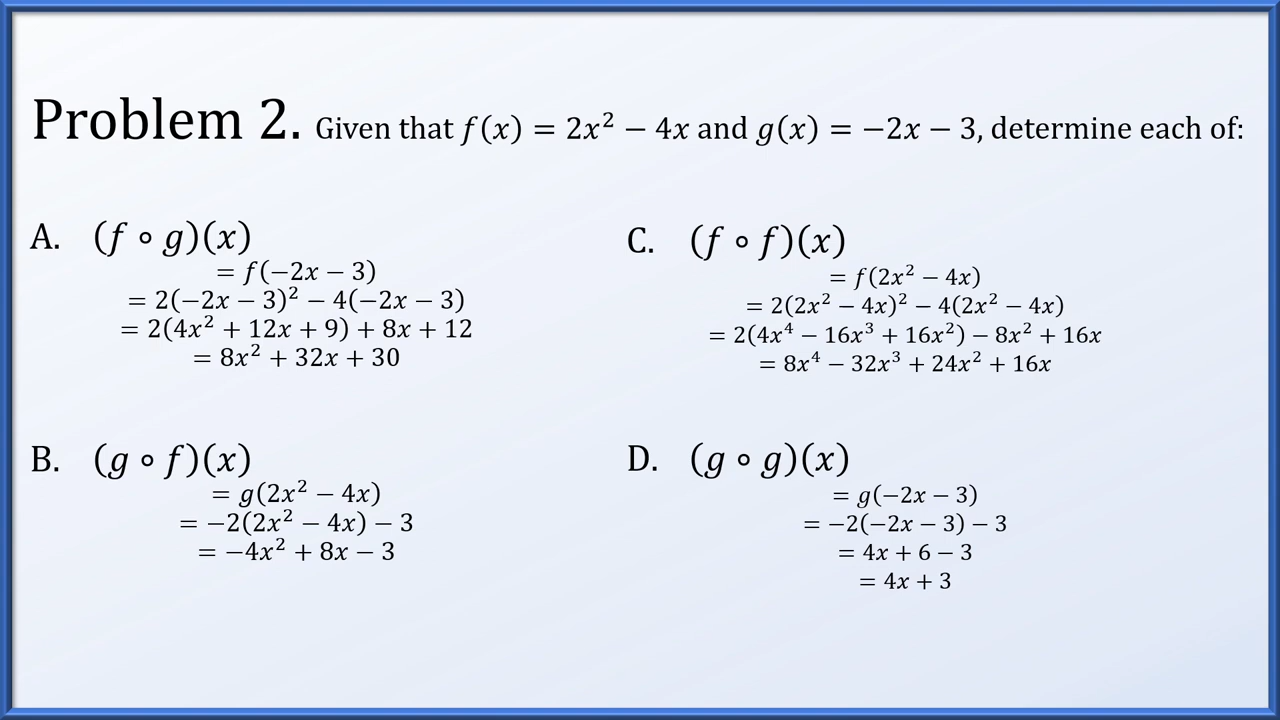 Problem 2. Given that f(x) = 2x² − 4x and g(x) = −2x − 3, determine each of:
A. (f ∘ g)(x)
= f(−2x − 3)
= 2(−2x − 3)² − 4(−2x − 3)
= 2(4x² + 12x + 9) + 8x + 12
= 8x² + 32x + 30
B. (g ∘ f)(x)
= g(2x² − 4x)
= −2(2x² − 4x) − 3
= −4x² + 8x − 3
C. (f ∘ f)(x)
= f(2x² − 4x)
= 2(2x² − 4x)² − 4(2x² − 4x)
= 2(4x⁴ − 16x³ + 16x²) − 8x² + 16x
= 8x⁴ − 32x³ + 24x² + 16x
D. (g ∘ g)(x)
= g(−2x − 3)
= −2(−2x − 3) − 3
= 4x + 6 − 3
= 4x + 3